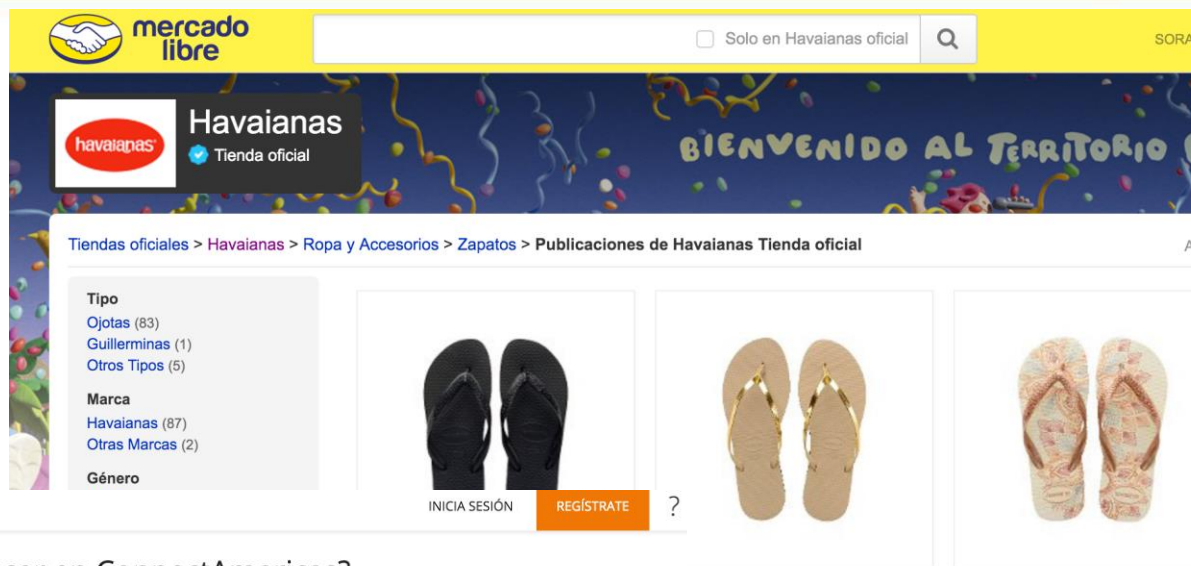 mercado
libre
Solo en Havaianas oficial
SORA
havaianas
Havaianas
Tienda oficial
BIENVENIDO AL TERRITORIO
Tiendas oficiales > Havaianas > Ropa y Accesorios > Zapatos > Publicaciones de Havaianas Tienda oficial
Tipo
Ojotas (83)
Guillerminas (1)
Otros Tipos (5)
Marca
Havaianas (87)
Otras Marcas (2)
Género
INICIA SESIÓN REGÍSTRATE ?
en ConnectAmericas?